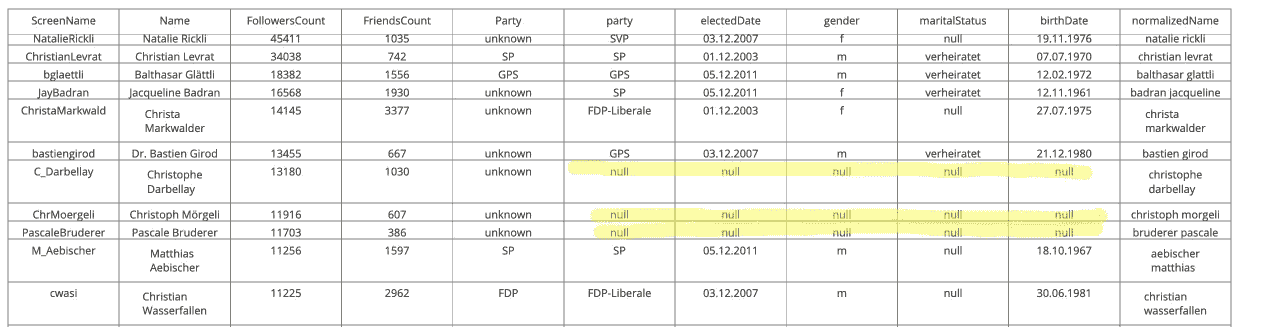 ScreenName Name FollowersCount FriendsCount Party party electedDate gender maritalStatus birthDate normalizedName
NatalieRickli Natalie Rickli 45411 1035 unknown SVP 03.12.2007 f null 19.11.1976 natalie rickli
ChristianLevrat Christian Levrat 34038 742 SP SP 01.12.2003 m verheiratet 07.07.1970 christian levrat
bglaettli Balthasar Glättli 18382 1556 GPS GPS 05.12.2011 m verheiratet 12.02.1972 balthasar glattli
JayBadran Jacqueline Badran 16568 1930 unknown SP 05.12.2011 f verheiratet 12.11.1961 badran jacqueline
ChristaMarkwald Christa 14145 3377 unknown FDP-Liberale 01.12.2003 f null 27.07.1975 christa
Markwalder markwalder
bastiengirod Dr. Bastien Girod 13455 667 unknown GPS 03.12.2007 m verheiratet 21.12.1980 bastien girod
C_Darbellay Christophe 13180 1030 unknown null null null null null christophe
Darbellay darbellay
ChrMoergeli Christoph Mörgeli 11916 607 unknown null null null null null christoph morgeli
PascaleBruderer Pascale Bruderer 11703 386 unknown null null null null null bruderer pascale
M_Aebischer Matthias 11256 1597 SP SP 05.12.2011 m null 18.10.1967 aebischer
Aebischer matthias
cwasi Christian 11225 2962 FDP FDP-Liberale 03.12.2007 m null 30.06.1981 christian
Wasserfallen wasserfallen